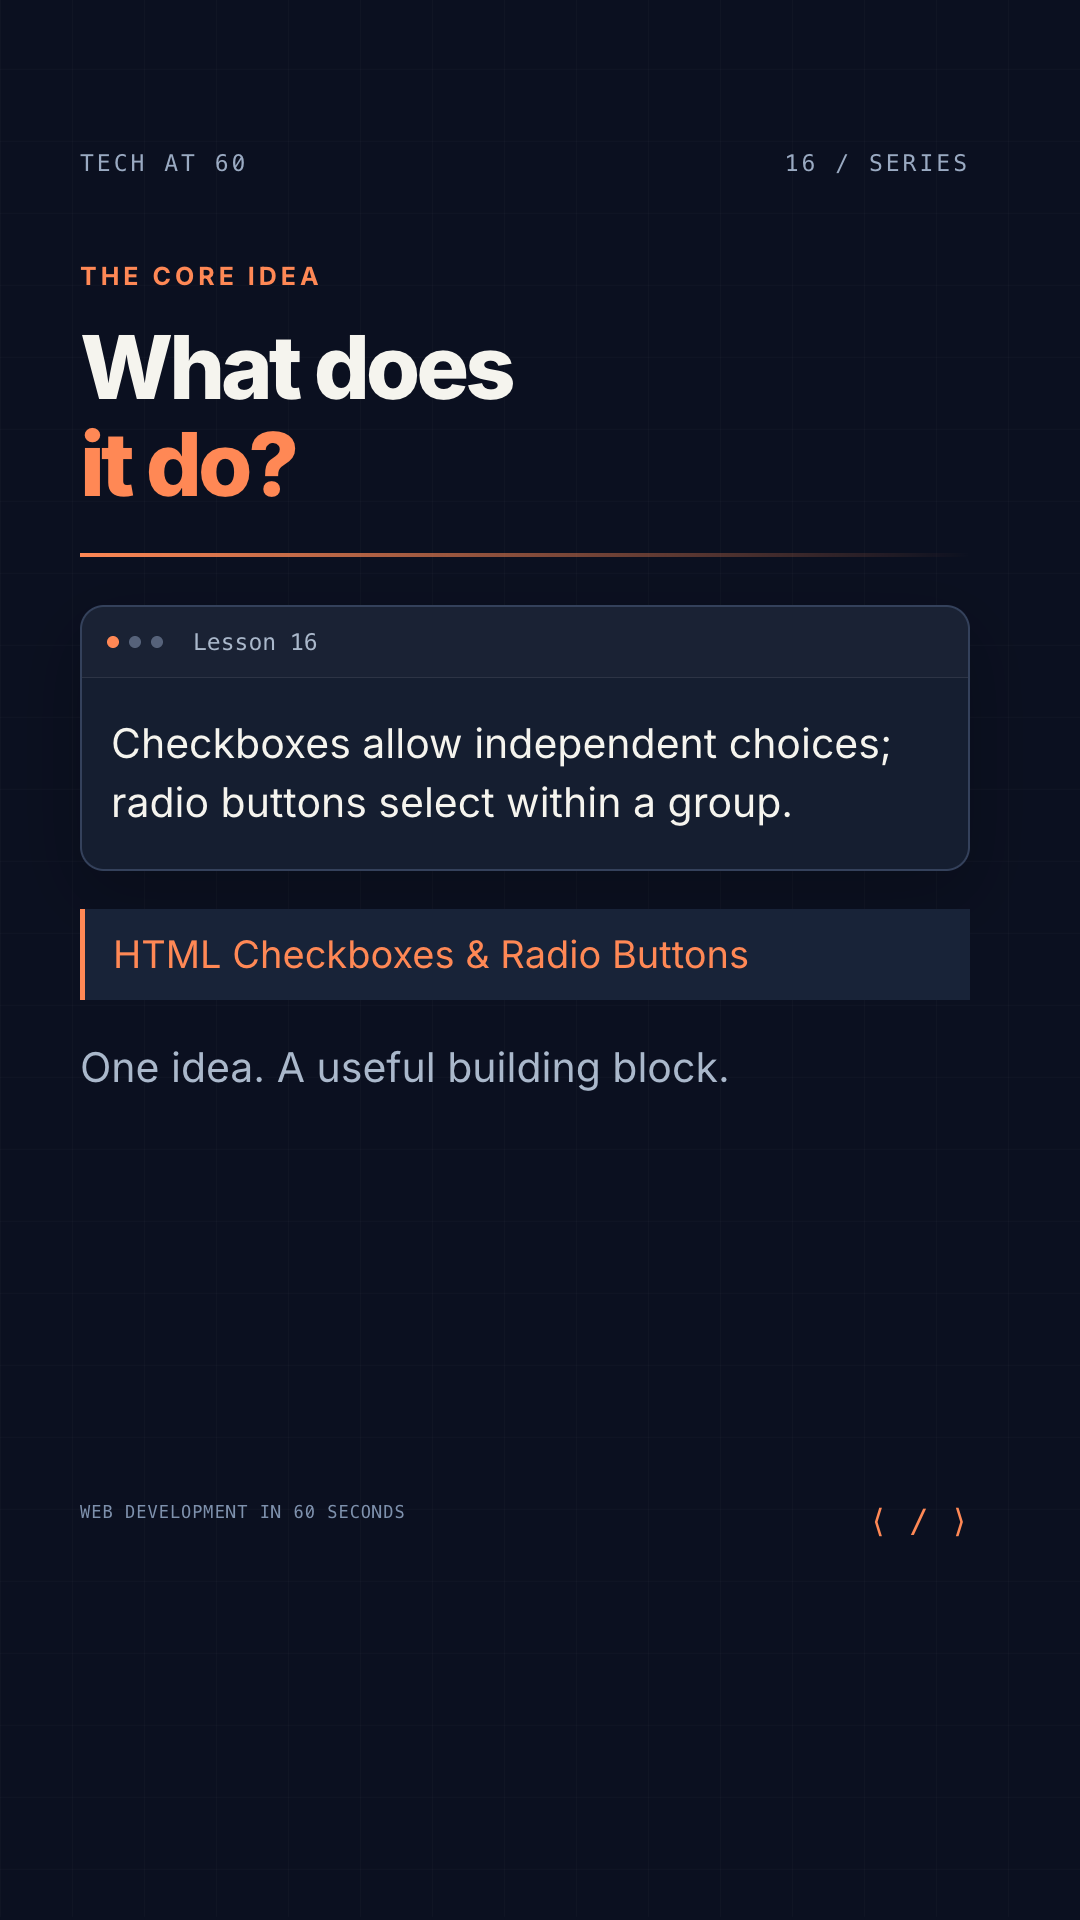 TECH AT 60
16 / SERIES
THE CORE IDEA
What does
it do?
Lesson 16
Checkboxes allow independent choices;
radio buttons select within a group.
HTML Checkboxes & Radio Buttons
One idea. A useful building block.
WEB DEVELOPMENT IN 60 SECONDS
⟨ / ⟩